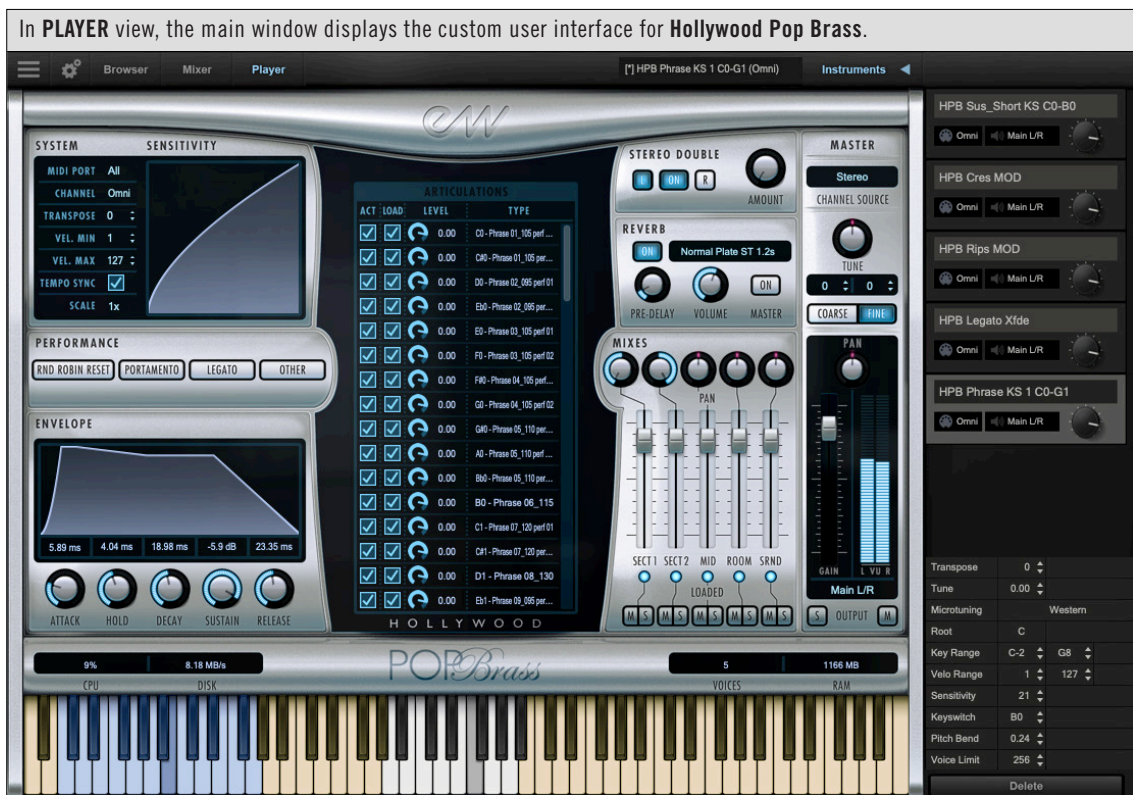 In PLAYER view, the main window displays the custom user interface for Hollywood Pop Brass.
Browser Mixer Player [*] HPB Phrase KS 1 C0-G1 (Omni) Instruments
EW
SYSTEM SENSITIVITY
MIDI PORT All
CHANNEL Omni
TRANSPOSE 0
VEL. MIN 1
VEL. MAX 127
TEMPO SYNC
SCALE 1x
PERFORMANCE
RND ROBIN RESET PORTAMENTO LEGATO OTHER
ENVELOPE
5.89 ms 4.04 ms 18.98 ms -5.9 dB 23.35 ms
ATTACK HOLD DECAY SUSTAIN RELEASE
ARTICULATIONS
ACT LOAD LEVEL TYPE
0.00 C0 - Phrase 01_105 perf ....
0.00 C#0 - Phrase 01_105 per....
0.00 D0 - Phrase 02_095 perf 01
0.00 Eb0 - Phrase 02_095 per....
0.00 E0 - Phrase 03_105 perf 01
0.00 F0 - Phrase 03_105 perf 02
0.00 F#0 - Phrase 04_105 perf....
0.00 G0 - Phrase 04_105 perf 02
0.00 G#0 - Phrase 05_110 per....
0.00 A0 - Phrase 05_110 perf ....
0.00 Bb0 - Phrase 05_110 per....
0.00 B0 - Phrase 06_115
0.00 C1 - Phrase 07_120 perf 01
0.00 C#1 - Phrase 07_120 per....
0.00 D1 - Phrase 08_130
0.00 Eb1 - Phrase 09_095 per....
HOLLYWOOD
POP Brass
STEREO DOUBLE
L ON R
AMOUNT
REVERB
ON Normal Plate ST 1.2s
ON
PRE-DELAY VOLUME MASTER
MIXES
PAN
SECT1 SECT2 MID ROOM SRND
LOADED
M S M S M S M S M S
MASTER
Stereo
CHANNEL SOURCE
TUNE
0 0
COARSE FINE
PAN
GAIN L VU R
Main L/R
S OUTPUT M
9% 8.18 MB/s
CPU DISK
5 1166 MB
VOICES RAM
HPB Sus_Short KS C0-B0
Omni Main L/R
HPB Cres MOD
Omni Main L/R
HPB Rips MOD
Omni Main L/R
HPB Legato Xfde
Omni Main L/R
HPB Phrase KS 1 C0-G1
Omni Main L/R
Transpose 0
Tune 0.00
Microtuning Western
Root C
Key Range C-2 G8
Velo Range 1 127
Sensitivity 21
Keyswitch B0
Pitch Bend 0.24
Voice Limit 256
Delete